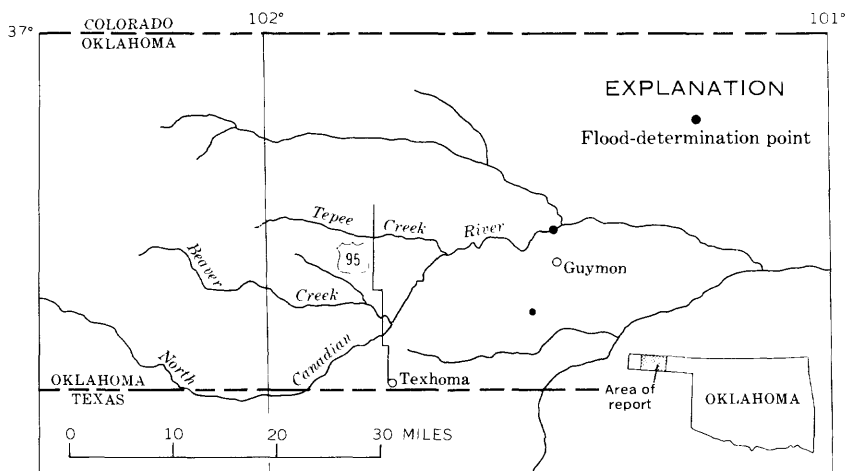 102°
101°
37°
COLORADO
OKLAHOMA
EXPLANATION
Flood-determination point
Tepee Creek River
95
Guymon
Beaver Creek
North Canadian
Texhoma
OKLAHOMA
TEXAS
Area of
report
OKLAHOMA
0 10 20 30 MILES